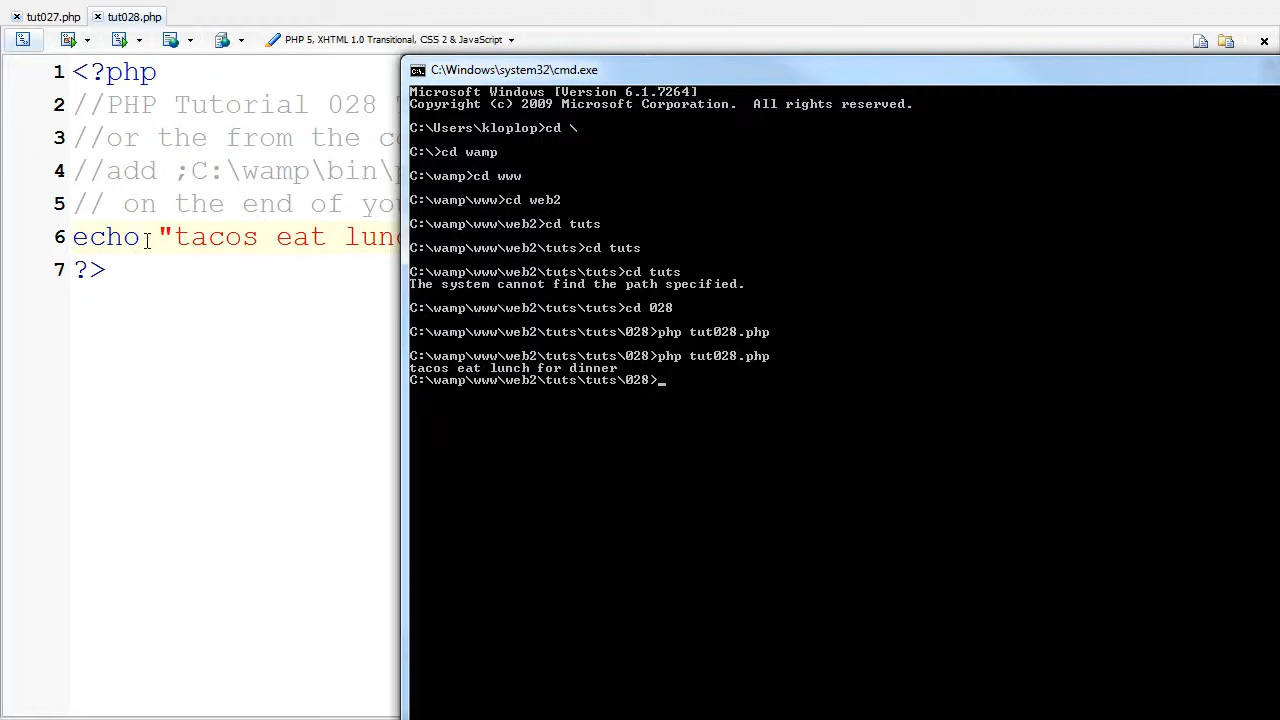 tut027.php
tut028.php
PHP 5, XHTML 1.0 Transitional, CSS 2 & JavaScript
1 <?php
2 //PHP Tutorial 028
3 //or the from the
4 //add ;C:\wamp\bin\
5 // on the end of
6 echo "tacos eat
7 ?>
C:\Windows\system32\cmd.exe
Microsoft Windows [Version 6.1.7264]
Copyright (c) 2009 Microsoft Corporation.  All rights reserved.
C:\Users\kloplop>cd \
C:\>cd wamp
C:\wamp>cd www
C:\wamp\www>cd web2
C:\wamp\www\web2>cd tuts
C:\wamp\www\web2\tuts>cd tuts
C:\wamp\www\web2\tuts\tuts>cd tuts
The system cannot find the path specified.
C:\wamp\www\web2\tuts\tuts>cd 028
C:\wamp\www\web2\tuts\tuts\028>php tut028.php
C:\wamp\www\web2\tuts\tuts\028>php tut028.php
tacos eat lunch for dinner
C:\wamp\www\web2\tuts\tuts\028>_